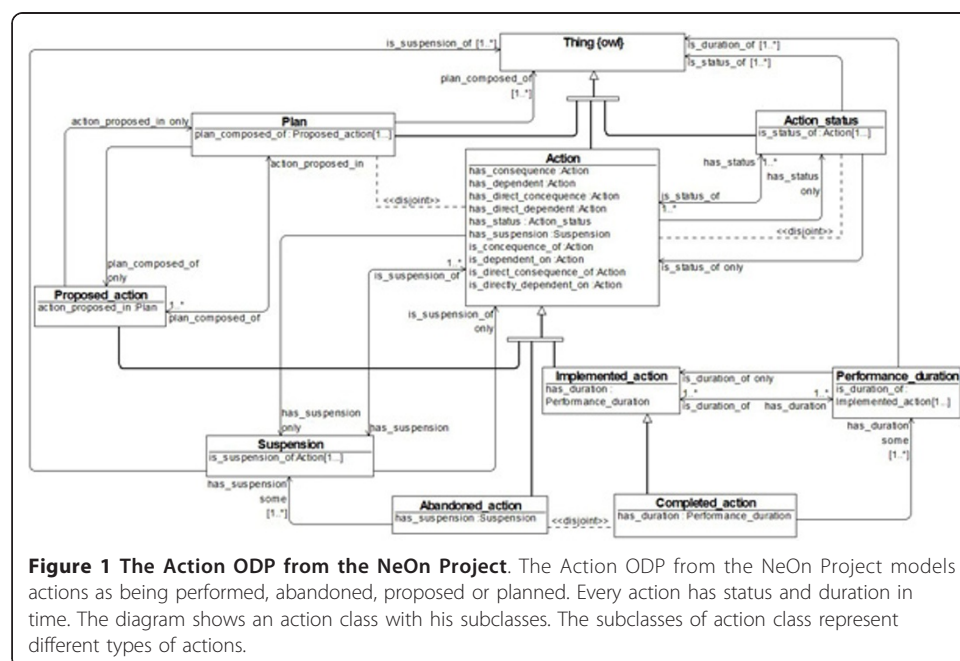 is_suspension_of [1..*]
Thing {owl}
is_duration_of [1..*]
is_status_of [1..*]
plan_composed_of
[1..*]
action_proposed_in only
Plan
plan_composed_of : Proposed_action[1...]
action_proposed_in
Action_status
is_status_of : Action[1...]
<<disjoint>>
Action
has_consequence :Action
has_dependent :Action
has_direct_concequence :Action
has_direct_dependent :Action
has_status : Action_status
has_suspension :Suspension
is_concequence_of :Action
is_dependent_on :Action
is_direct_consequence_of :Action
is_directly_dependent_on :Action
has_status
1..*
has_status
only
is_status_of
1..*
<<disjoint>>
is_status_of only
plan_composed_of
only
1..*
is_suspension_of
Proposed_action
action_proposed_in :Plan
1..*
plan_composed_of
is_suspension_of
only
Implemented_action
has_duration :
Performance_duration
is_duration_of only
1..*
1..*
is_duration_of
has_duration
Performance_duration
is_duration_of :
Implemented_action[1...]
has_suspension
only
has_suspension
has_duration
some
[1..*]
Suspension
is_suspension_of Action[1...]
has_suspension
some
[1..*]
Abandoned_action
has_suspension :Suspension
<<disjoint>>
Completed_action
has_duration : Performance_duration
Figure 1 The Action ODP from the NeOn Project. The Action ODP from the NeOn Project models
actions as being performed, abandoned, proposed or planned. Every action has status and duration in
time. The diagram shows an action class with his subclasses. The subclasses of action class represent
different types of actions.